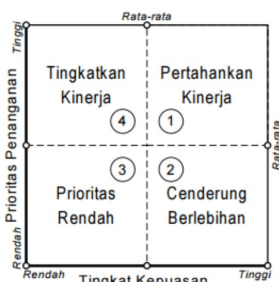 Rata-rata
Tinggi
Tingkatkan
Kinerja
4
Pertahankan
Kinerja
1
Prioritas Penanganan
Rata-rata
3
Prioritas
Rendah
2
Cenderung
Berlebihan
Rendah
Rendah
Tingkat Kepuasan
Tinggi